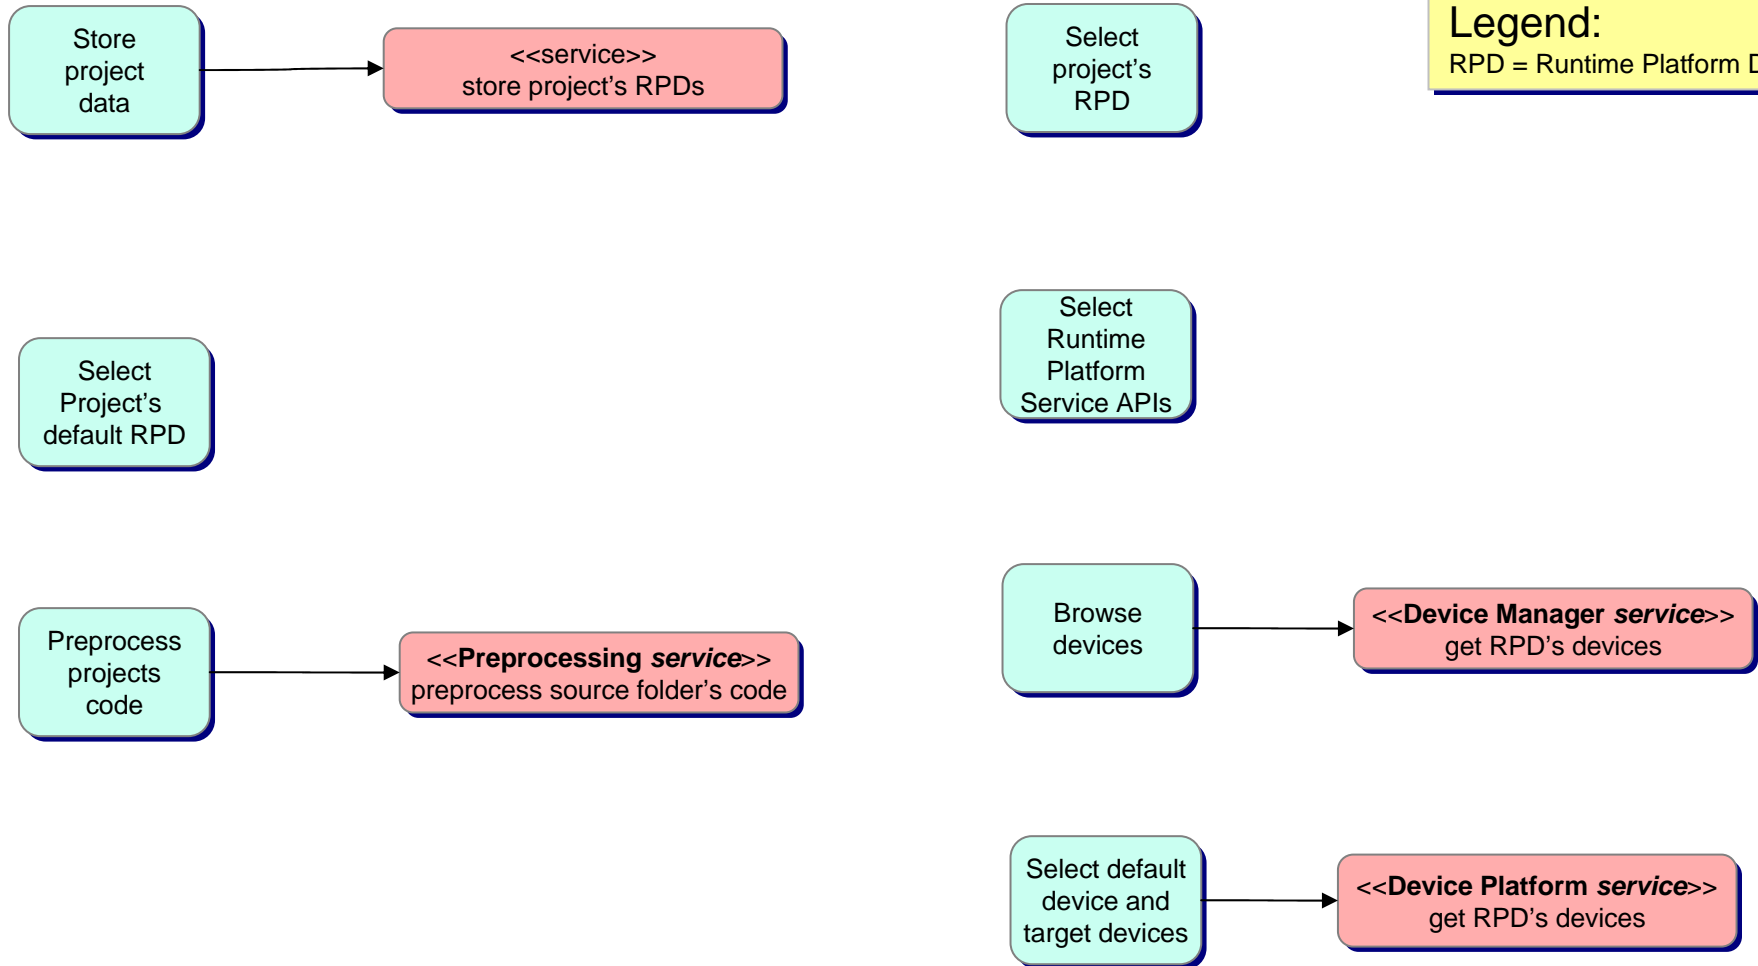 Store
project
data
<<service>>
store project's RPDs
Select
project's
RPD
Legend:
RPD = Runtime Platform
Select
Project's
default RPD
Select
Runtime
Platform
Service APIs
Preprocess
projects
code
<<Preprocessing service>>
preprocess source folder's code
Browse
devices
<<Device Manager service>>
get RPD's devices
Select default
device and
target devices
<<Device Platform service>>
get RPD's devices